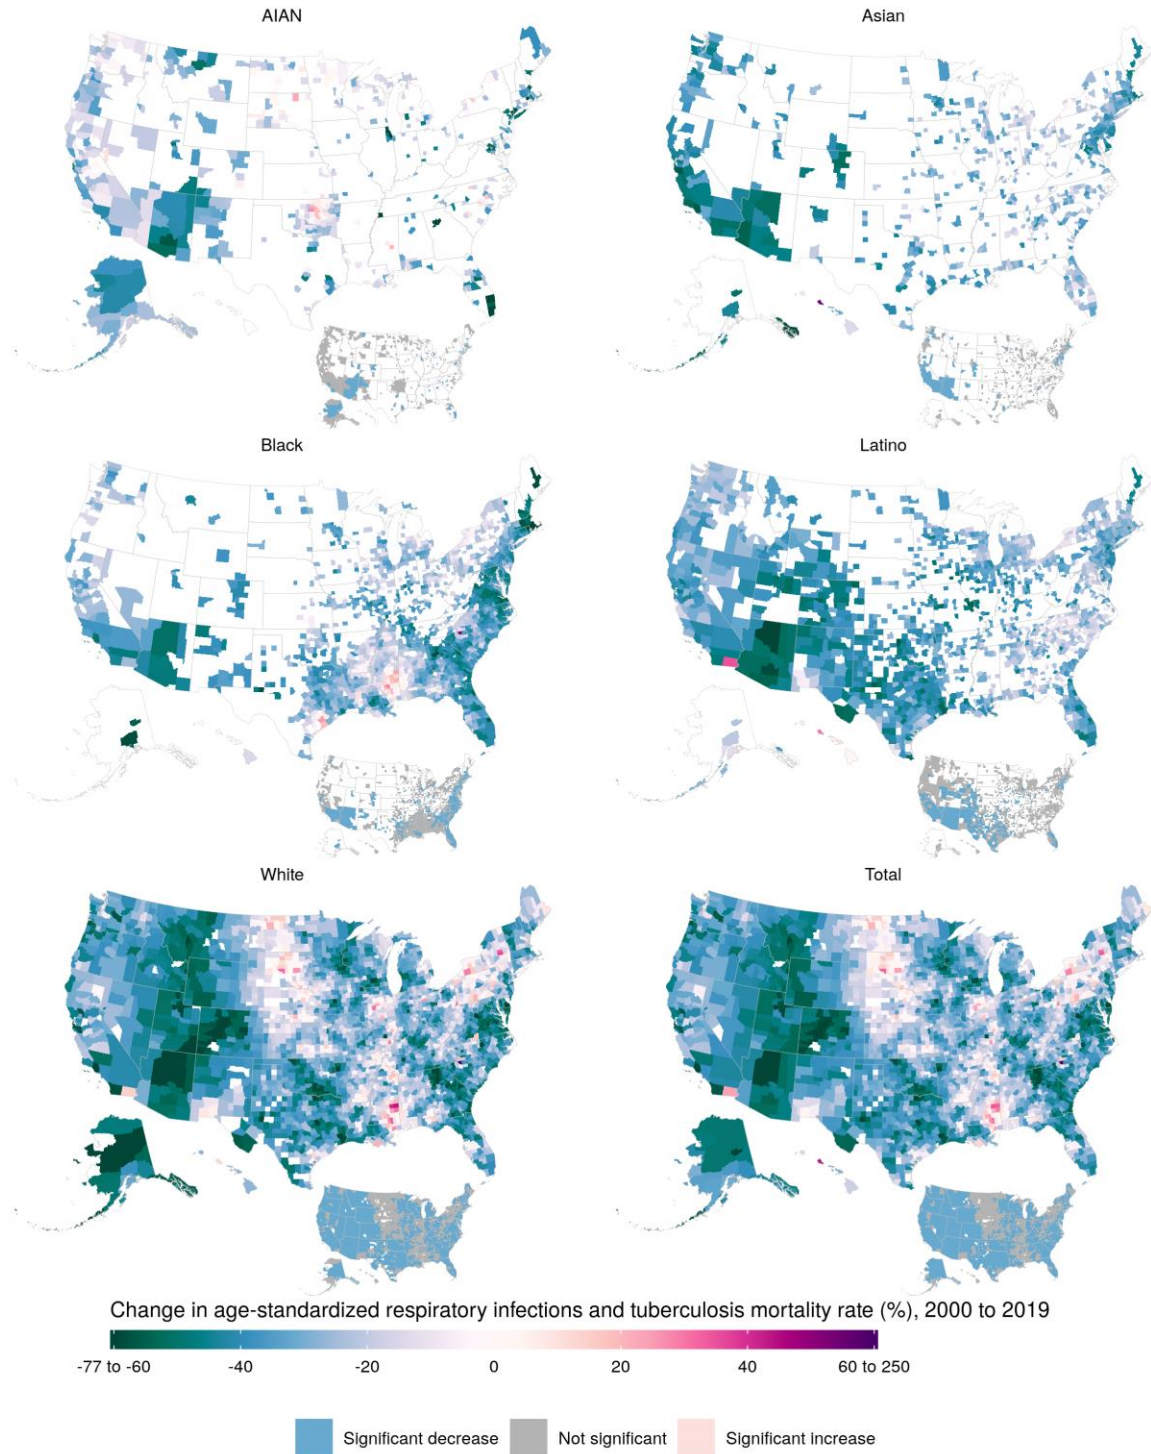 AIAN
Asian
Black
Latino
White
Total
Change in age-standardized respiratory infections and tuberculosis mortality rate (%), 2000 to 2019
-77 to -60 -40 -20 0 20 40 60 to 250
Significant decrease Not significant Significant increase